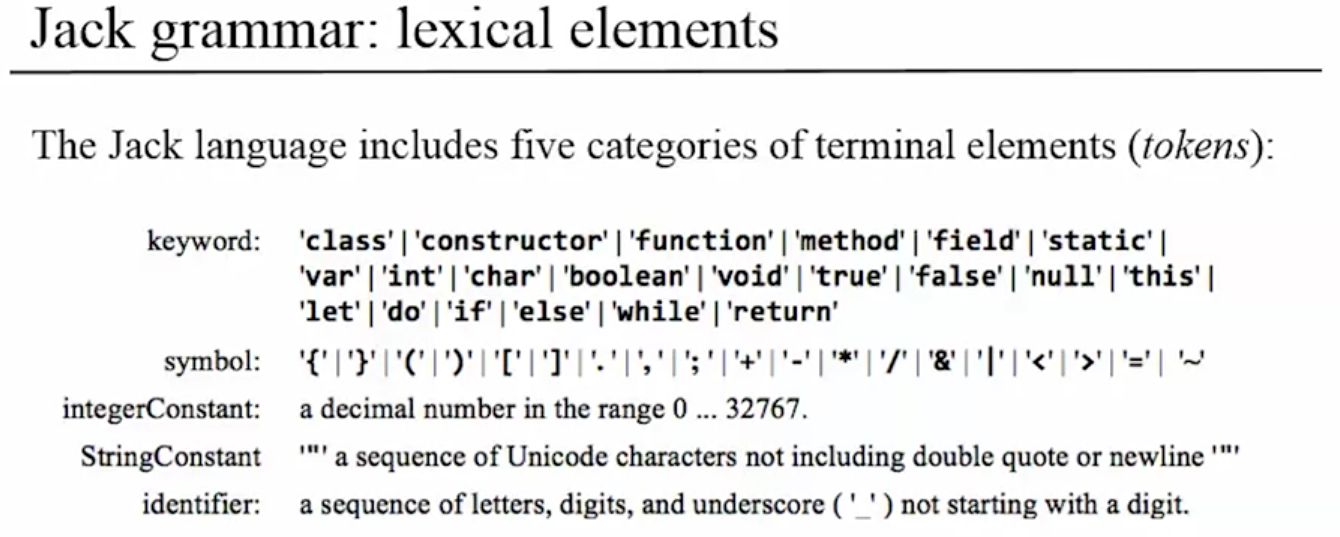 Jack grammar: lexical elements
The Jack language includes five categories of terminal elements (tokens):
keyword: 'class'|'constructor'|'function'|'method'|'field'|'static'|
'var'|'int'|'char'|'boolean'|'void'|'true'|'false'|'null'|'this'|
'let'|'do'|'if'|'else'|'while'|'return'
symbol: '{'|'}'|'('|')'|'['|']'|'.'|','|';'|'+'|'-'|'*'|'/'|'&'|'|'|'<'|'>'|'='|'~'
integerConstant: a decimal number in the range 0 ... 32767.
StringConstant '"' a sequence of Unicode characters not including double quote or newline '"'
identifier: a sequence of letters, digits, and underscore ( '_' ) not starting with a digit.